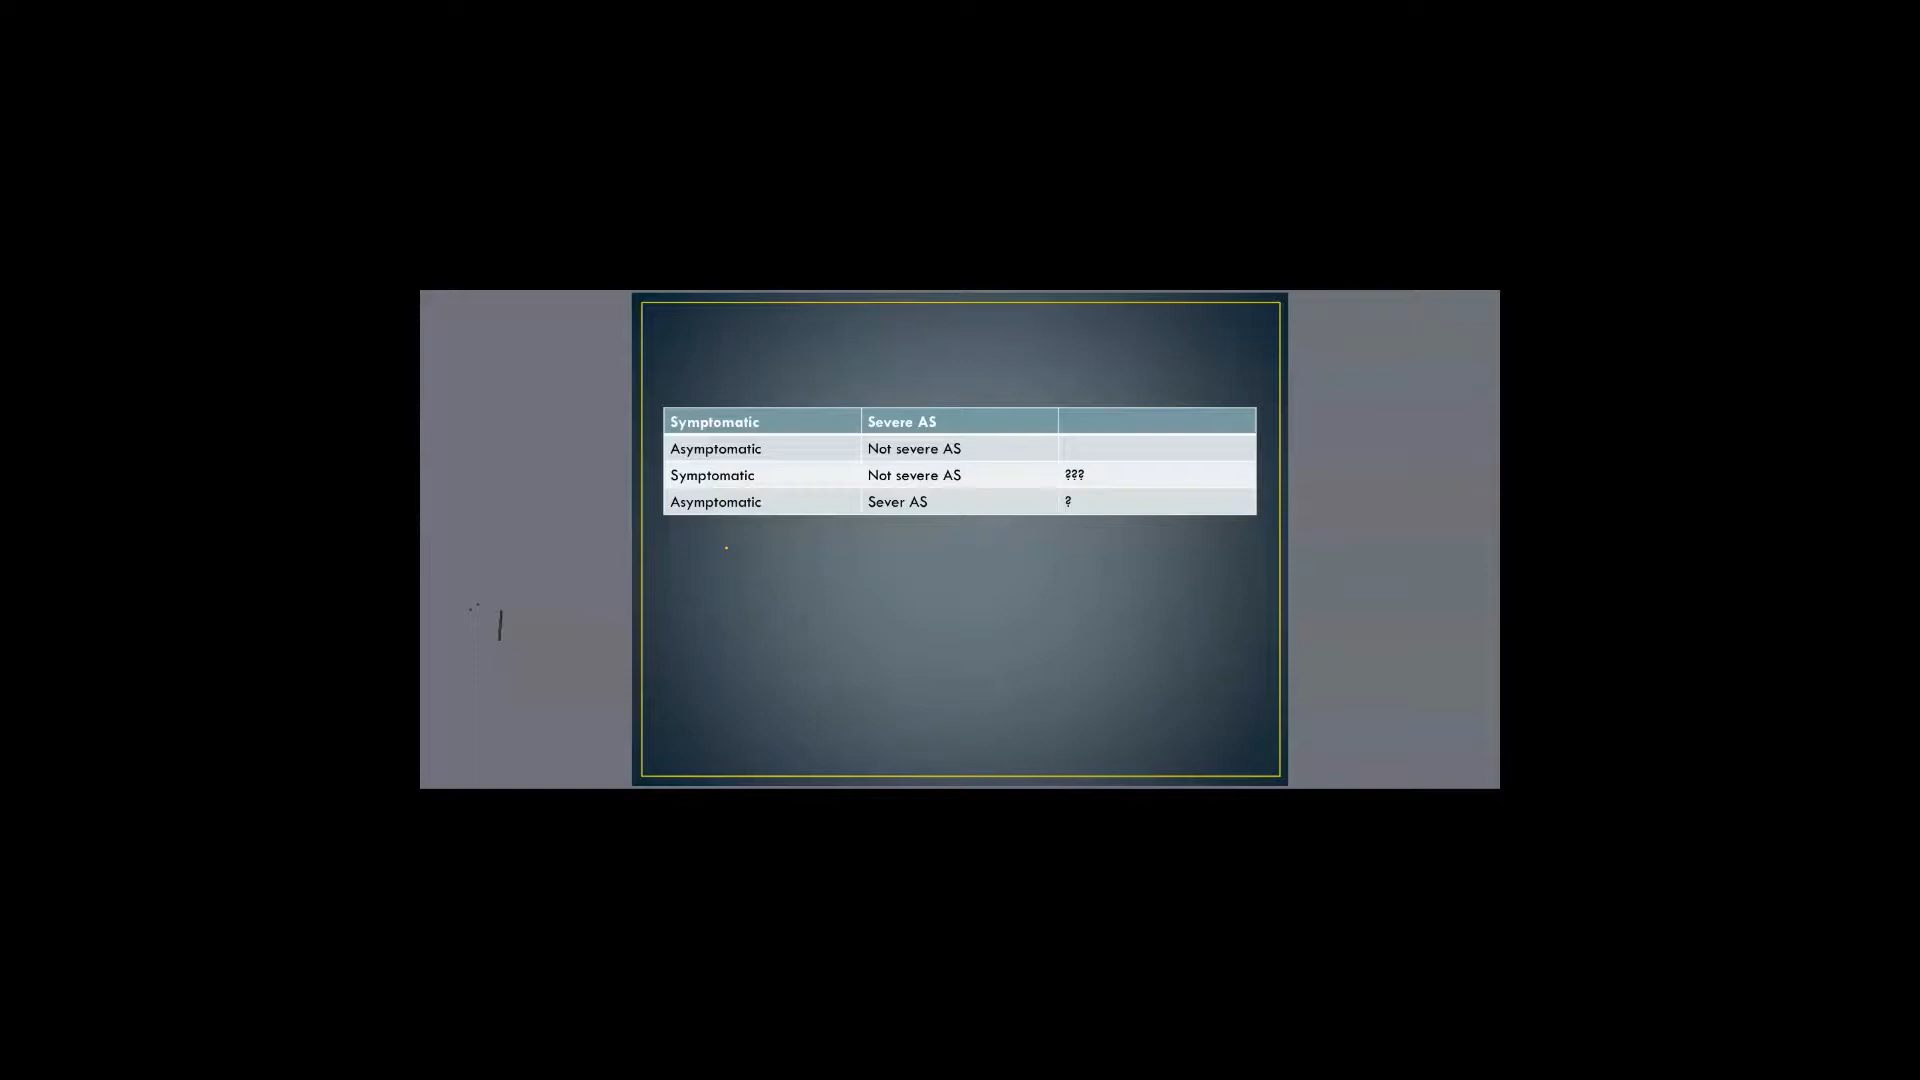 Symptomatic Severe AS
Asymptomatic Not severe AS
Symptomatic Not severe AS ???
Asymptomatic Sever AS ?